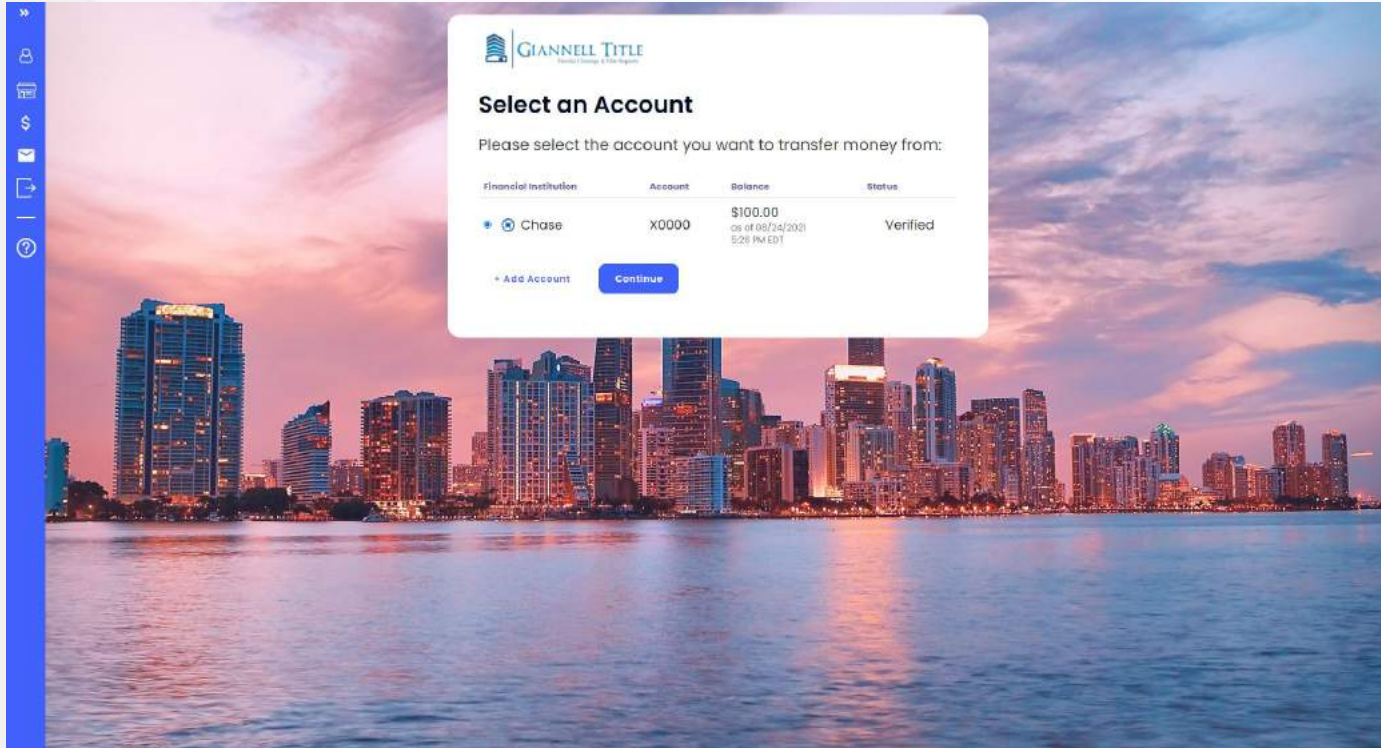 GIANNELL TITLE
Select an Account
Please select the account you want to transfer money from:
Financial Institution Account Balance Status
Chase X0000 $100.00 Verified
as of 08/24/2021
5:28 PM EDT
+ Add Account Continue